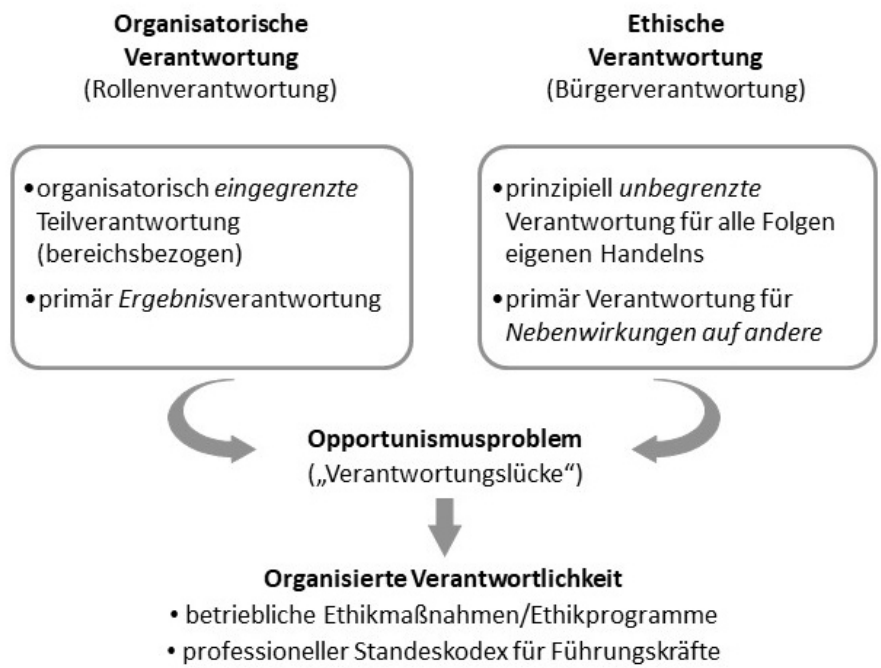 Organisatorische
Verantwortung
(Rollenverantwortung)
• organisatorisch eingegrenzte
Teilverantwortung
(bereichsbezogen)
• primär Ergebnisverantwortung
Ethische
Verantwortung
(Bürgerverantwortung)
• prinzipiell unbegrenzte
Verantwortung für alle Folgen
eigenen Handelns
• primär Verantwortung für
Nebenwirkungen auf andere
Opportunismusproblem
(„Verantwortungslücke“)
Organisierte Verantwortlichkeit
• betriebliche Ethikmaßnahmen/Ethikprogramme
• professioneller Standeskodex für Führungskräfte